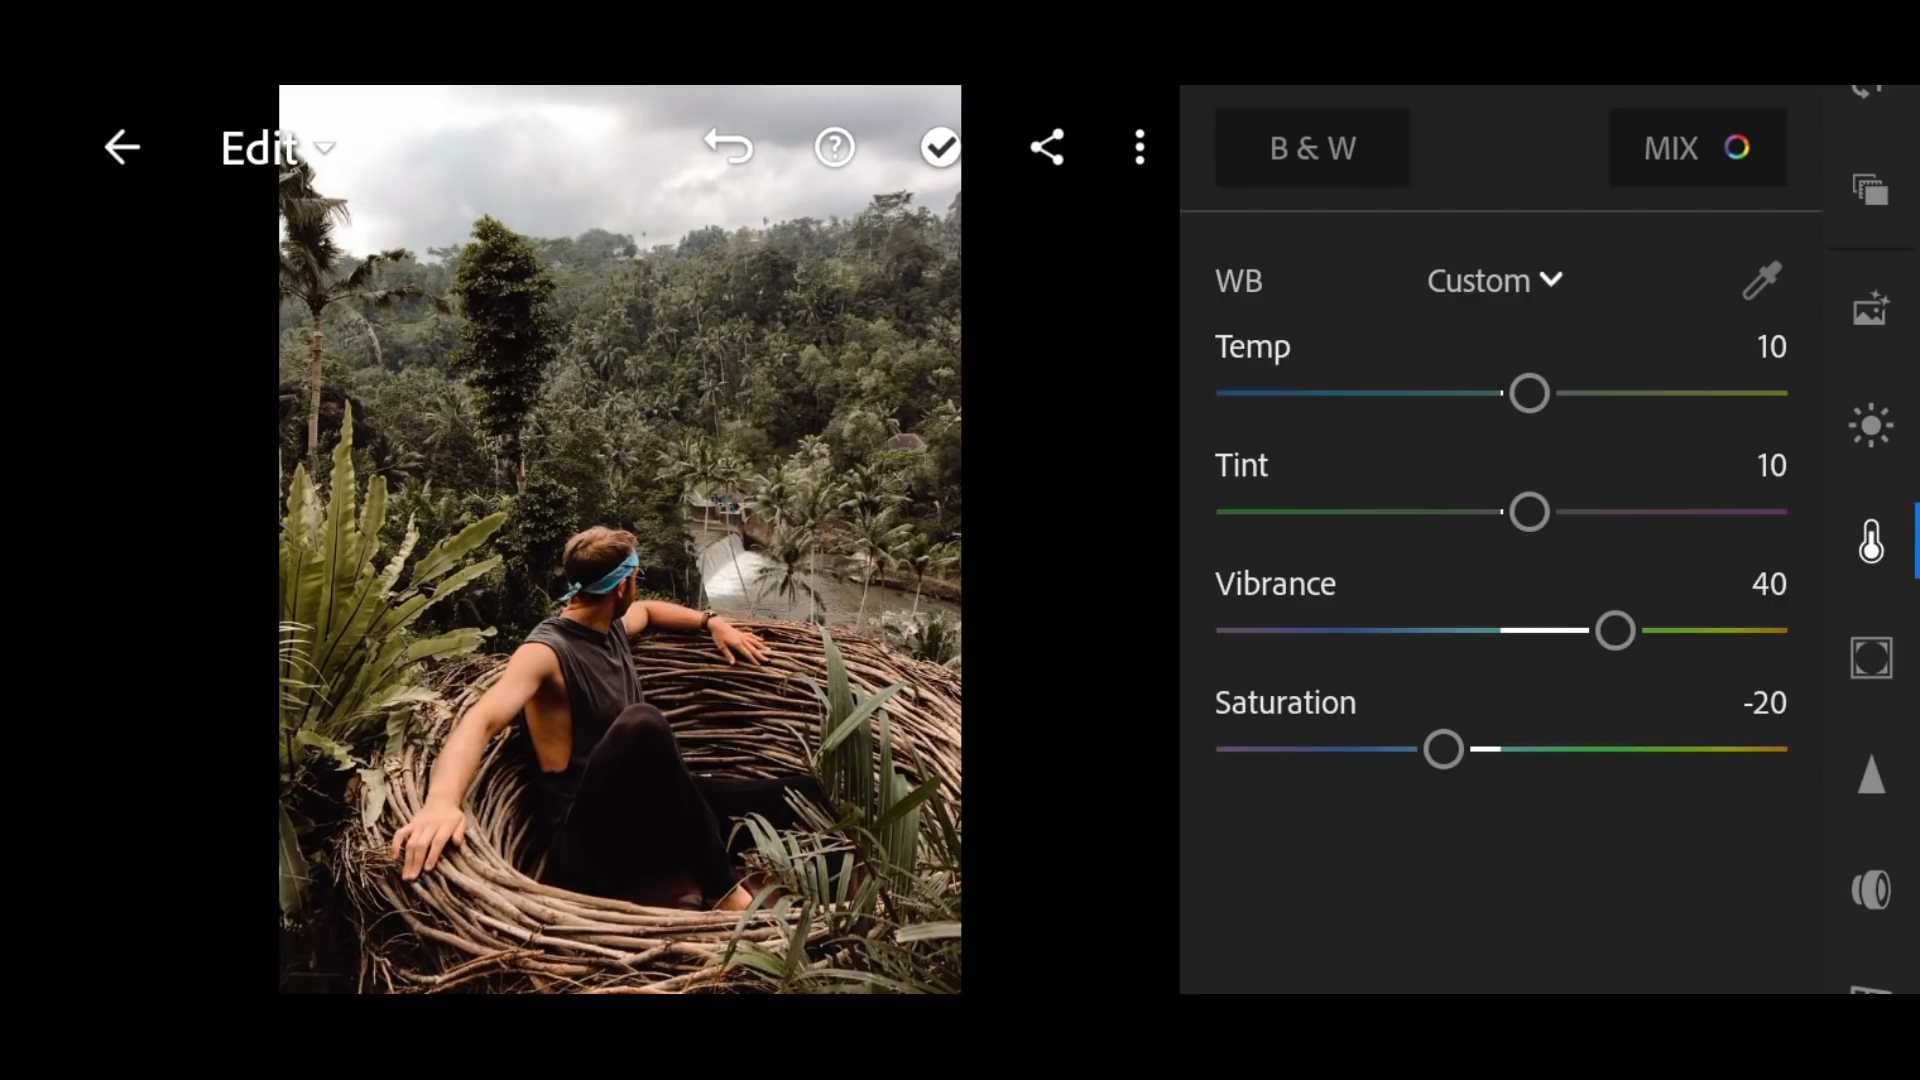 Edit
B & W
MIX
WB Custom
Temp 10
Tint 10
Vibrance 40
Saturation -20